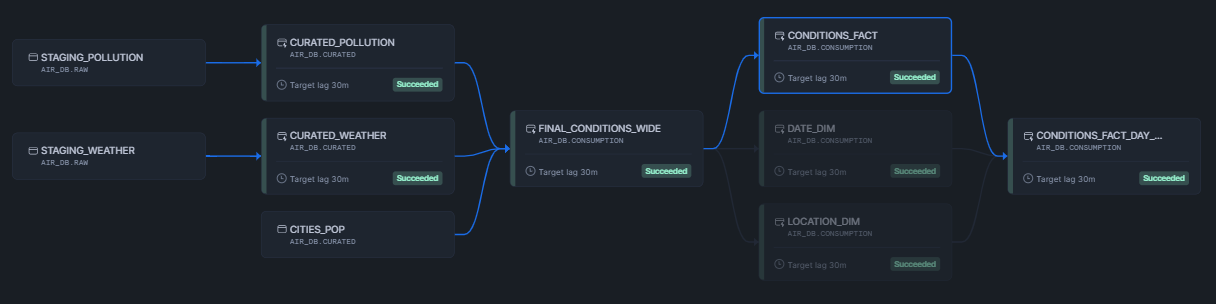 STAGING_POLLUTION
AIR_DB.RAW
STAGING_WEATHER
AIR_DB.RAW
CURATED_POLLUTION
AIR_DB.CURATED
Target lag 30m Succeeded
CURATED_WEATHER
AIR_DB.CURATED
Target lag 30m Succeeded
CITIES_POP
AIR_DB.CURATED
FINAL_CONDITIONS_WIDE
AIR_DB.CONSUMPTION
Target lag 30m Succeeded
CONDITIONS_FACT
AIR_DB.CONSUMPTION
Target lag 30m Succeeded
DATE_DIM
AIR_DB.CONSUMPTION
Target lag 30m Succeeded
LOCATION_DIM
AIR_DB.CONSUMPTION
Target lag 30m Succeeded
CONDITIONS_FACT_DAY_...
AIR_DB.CONSUMPTION
Target lag 30m Succeeded